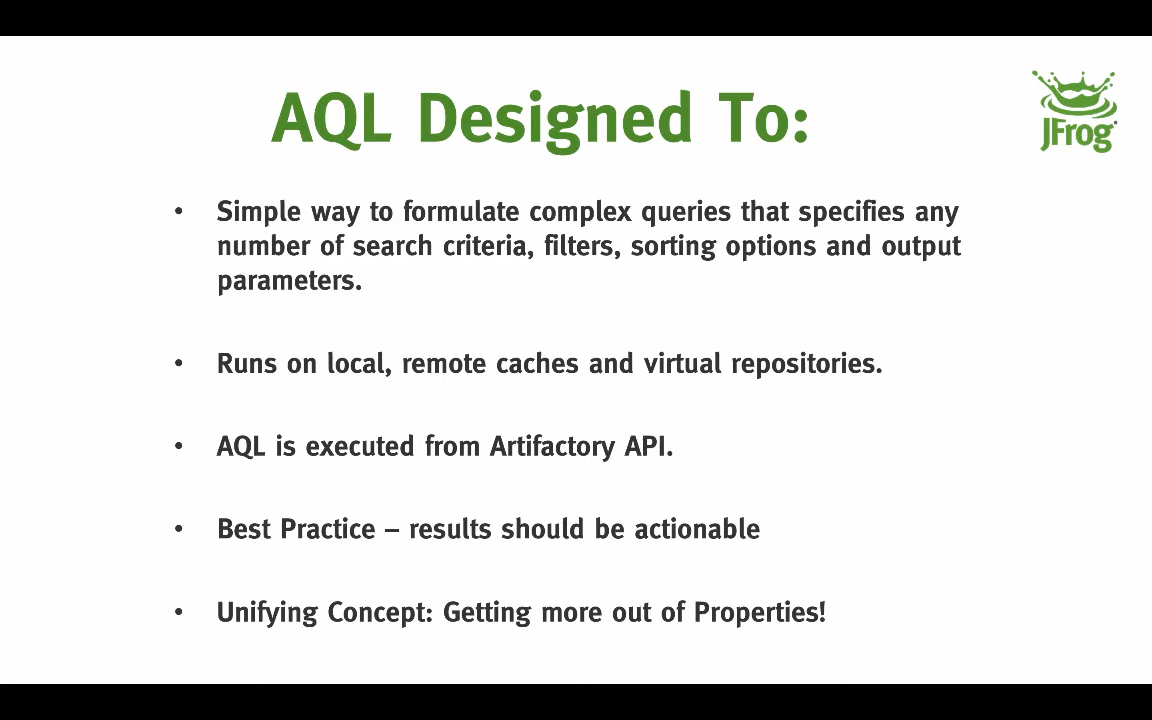 AQL Designed To:
JFrog
• Simple way to formulate complex queries that specifies any
number of search criteria, filters, sorting options and output
parameters.
• Runs on local, remote caches and virtual repositories.
• AQL is executed from Artifactory API.
• Best Practice – results should be actionable
• Unifying Concept: Getting more out of Properties!